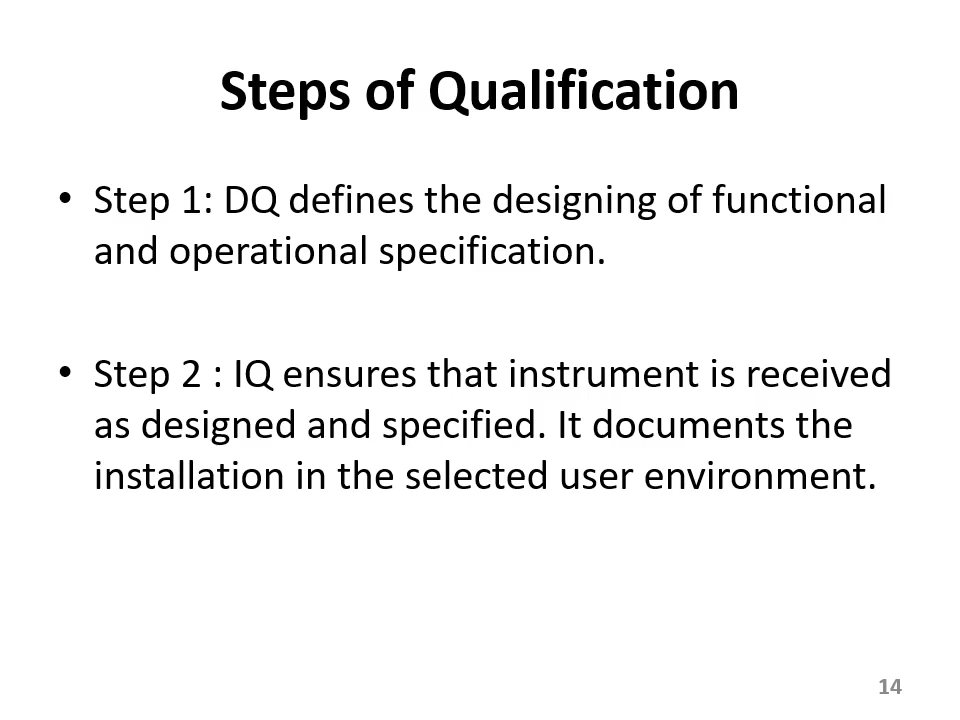 Steps of Qualification
• Step 1: DQ defines the designing of functional
and operational specification.
• Step 2 : IQ ensures that instrument is received
as designed and specified. It documents the
installation in the selected user environment.
14